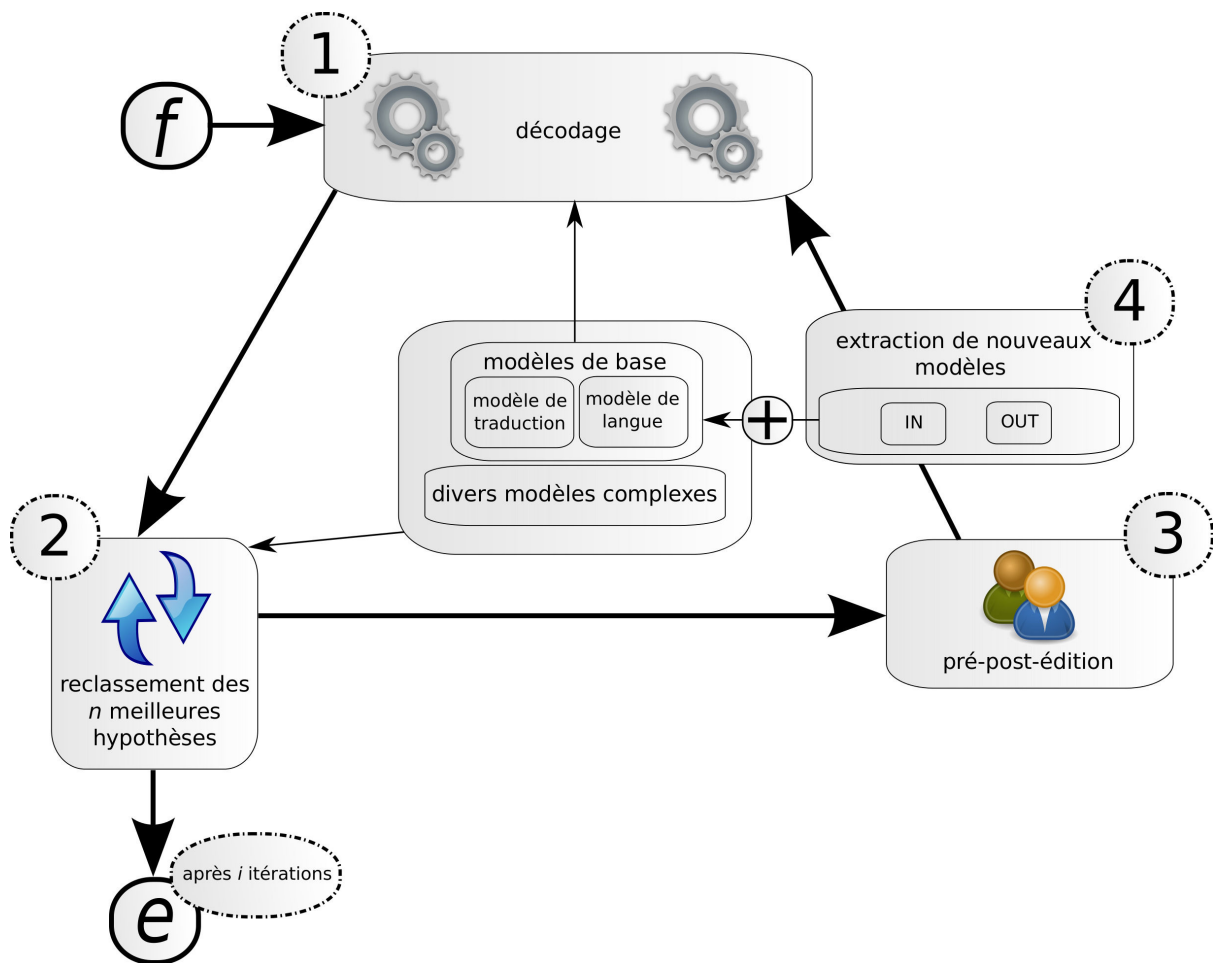 1
f
décodage
4
extraction de nouveaux
modèles
IN
OUT
modèles de base
modèle de
traduction
modèle de
langue
+
divers modèles complexes
2
reclassement des
n meilleures
hypothèses
3
pré-post-édition
après i itérations
e